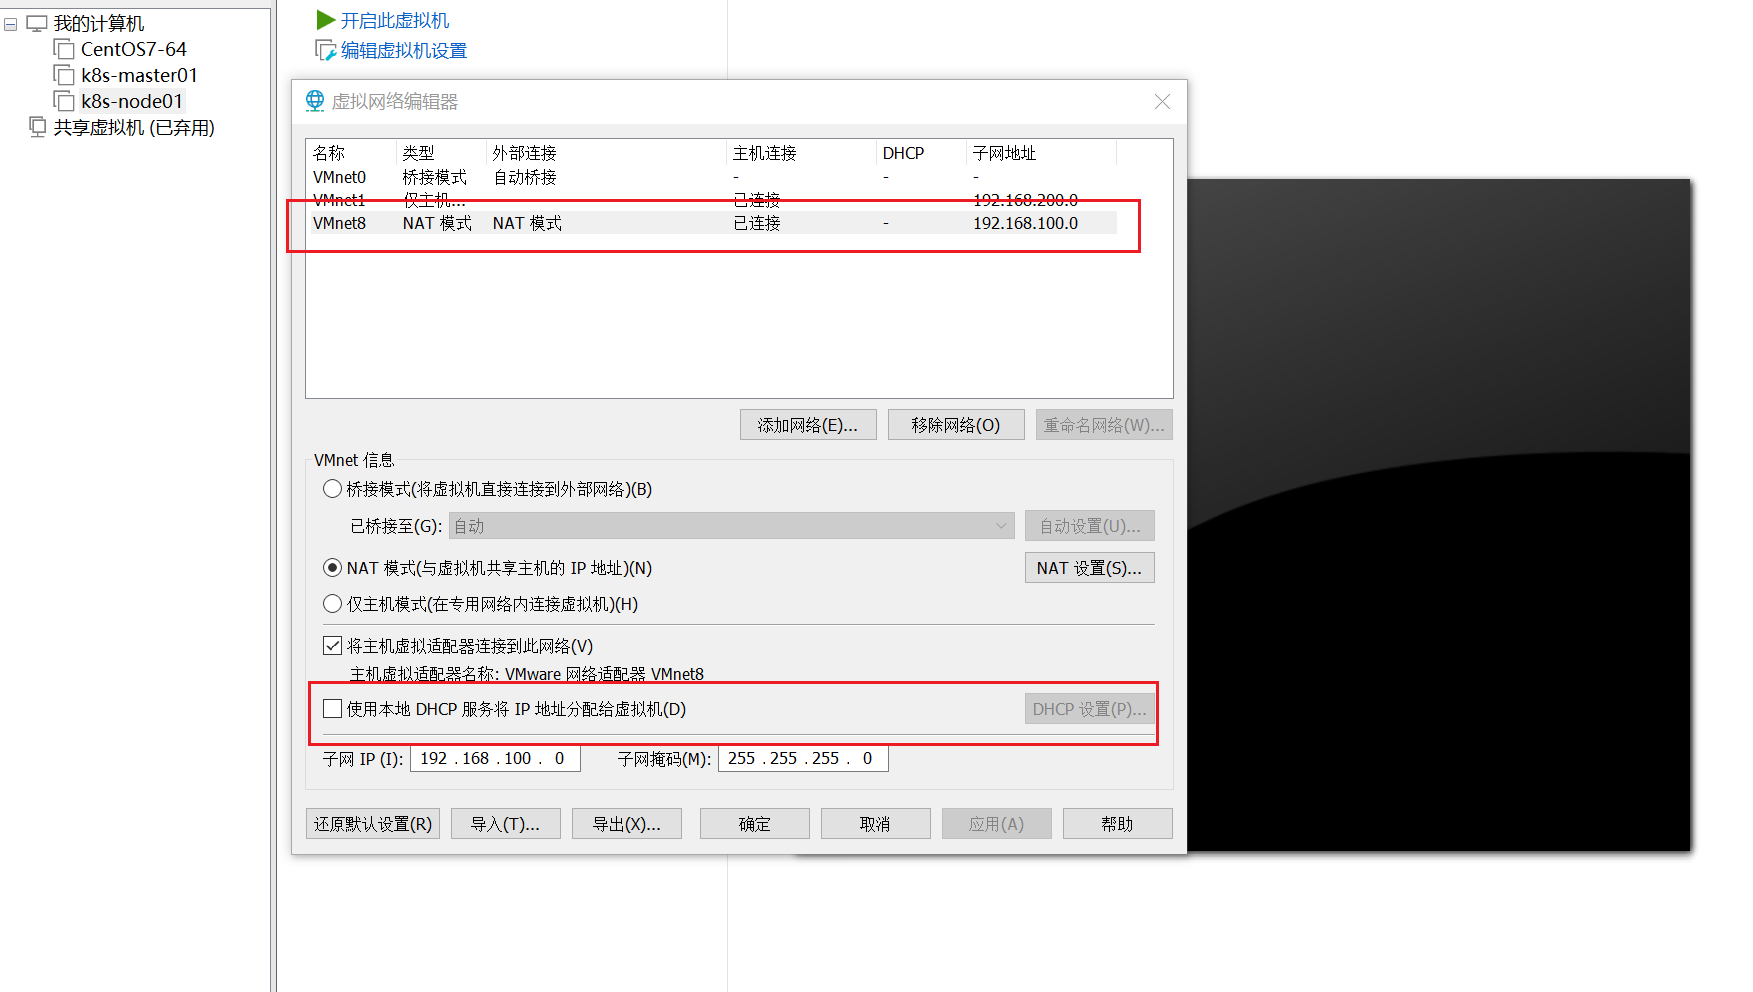 我的计算机
CentOS7-64
k8s-master01
k8s-node01
共享虚拟机 (已弃用)
开启此虚拟机
编辑虚拟机设置
虚拟网络编辑器
名称 类型 外部连接 主机连接 DHCP 子网地址
VMnet0 桥接模式 自动桥接 - - -
VMnet1 仅主机... 已连接 - 192.168.200.0
VMnet8 NAT 模式 NAT 模式 已连接 - 192.168.100.0
添加网络(E)... 移除网络(O) 重命名网络(W)...
VMnet 信息
桥接模式(将虚拟机直接连接到外部网络)(B)
已桥接至(G): 自动 自动设置(U)...
NAT 模式(与虚拟机共享主机的 IP 地址)(N) NAT 设置(S)...
仅主机模式(在专用网络内连接虚拟机)(H)
将主机虚拟适配器连接到此网络(V)
主机虚拟适配器名称: VMware 网络适配器 VMnet8
使用本地 DHCP 服务将 IP 地址分配给虚拟机(D) DHCP 设置(P)...
子网 IP (I): 192 . 168 . 100 . 0 子网掩码(M): 255 . 255 . 255 . 0
还原默认设置(R) 导入(T)... 导出(X)... 确定 取消 应用(A) 帮助